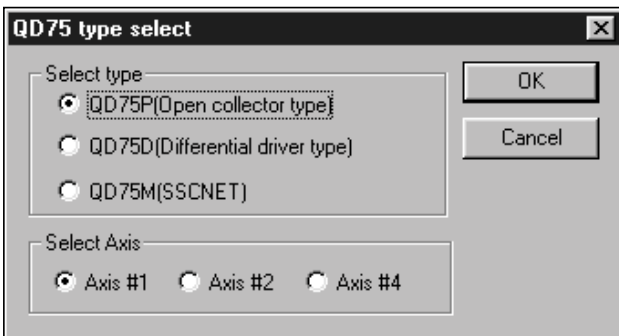 QD75 type select
Select type
QD75P(Open collector type)
OK
QD75D(Differential driver type)
Cancel
QD75M(SSCNET)
Select Axis
Axis #1 Axis #2 Axis #4